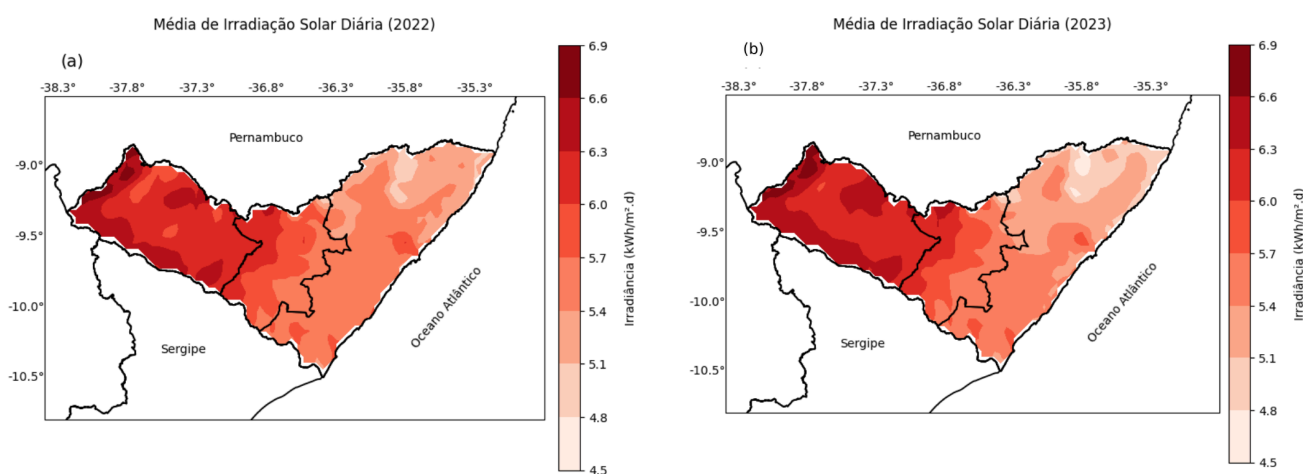 Média de Irradiação Solar Diária (2022)
(a)
-38.3° -37.8° -37.3° -36.8° -36.3° -35.8° -35.3°
-9.0°
-9.5°
-10.0°
-10.5°
Pernambuco
Sergipe
Oceano Atlântico
6.9
6.6
6.3
6.0
5.7
5.4
5.1
4.8
4.5
Irradiância (kWh/m².d)
Média de Irradiação Solar Diária (2023)
(b)
-38.3° -37.8° -37.3° -36.8° -36.3° -35.8° -35.3°
-9.0°
-9.5°
-10.0°
-10.5°
Pernambuco
Sergipe
Oceano Atlântico
6.9
6.6
6.3
6.0
5.7
5.4
5.1
4.8
4.5
Irradiância (kWh/m².d)